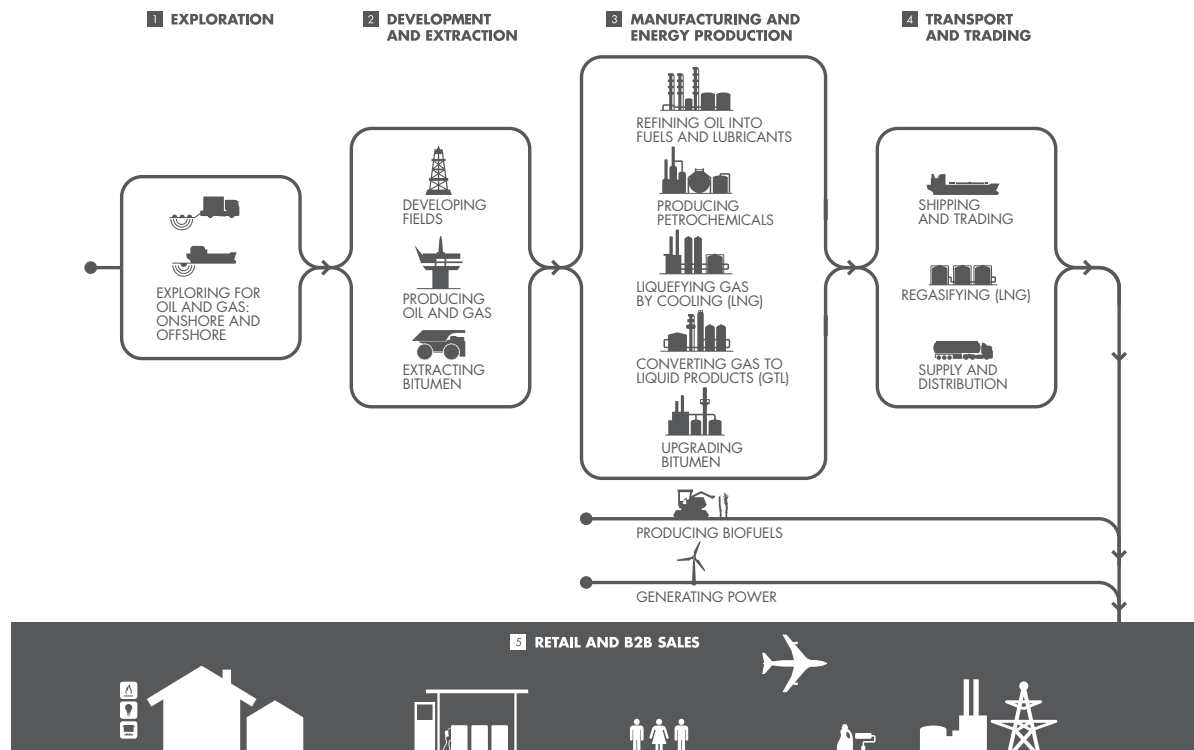 1 EXPLORATION
2 DEVELOPMENT
AND EXTRACTION
3 MANUFACTURING AND
ENERGY PRODUCTION
4 TRANSPORT
AND TRADING
EXPLORING FOR
OIL AND GAS:
ONSHORE AND
OFFSHORE
DEVELOPING
FIELDS
PRODUCING
OIL AND GAS
EXTRACTING
BITUMEN
REFINING OIL INTO
FUELS AND LUBRICANTS
PRODUCING
PETROCHEMICALS
LIQUEFYING GAS
BY COOLING (LNG)
CONVERTING GAS TO
LIQUID PRODUCTS (GTL)
UPGRADING
BITUMEN
SHIPPING
AND TRADING
REGASIFYING (LNG)
SUPPLY AND
DISTRIBUTION
PRODUCING BIOFUELS
GENERATING POWER
5 RETAIL AND B2B SALES